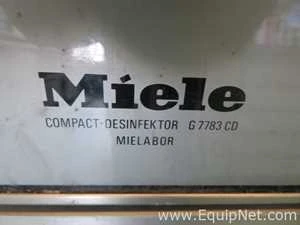 Miele
COMPACT-DESINFEKTOR G 7783 CD
MIELABOR
www.EquipNet.com